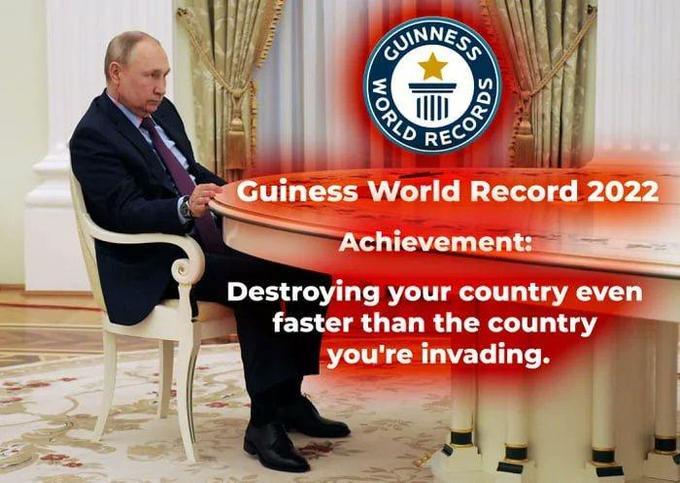 GUINNESS
WORLD RECORDS
Guiness World Record 2022
Achievement:
Destroying your country even
faster than the country
you're invading.